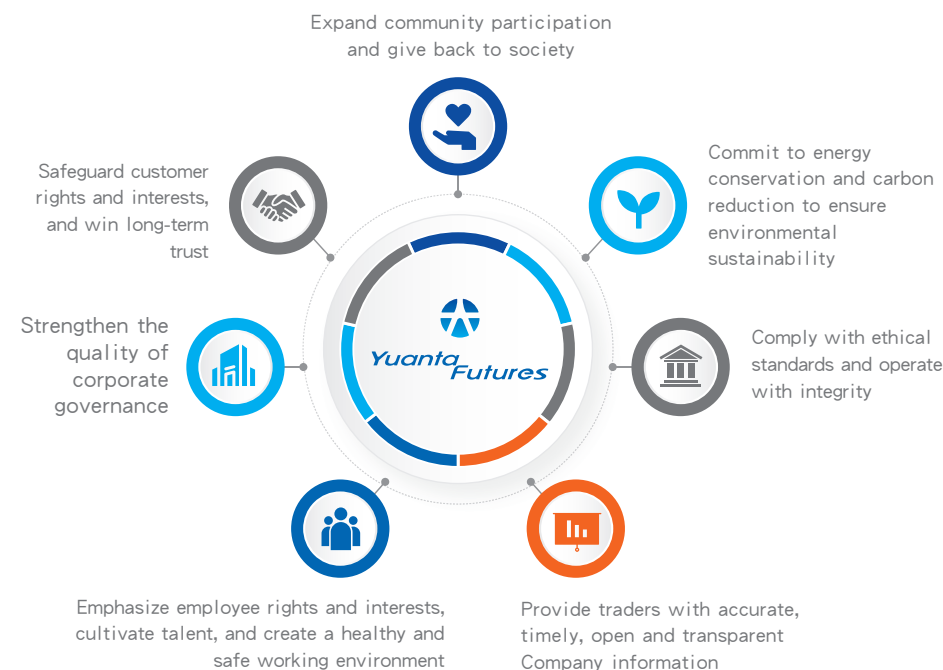 Expand community participation
and give back to society
Commit to energy
conservation and carbon
reduction to ensure
environmental
sustainability
Comply with ethical
standards and operate
with integrity
Provide traders with accurate,
timely, open and transparent
Company information
Emphasize employee rights and interests,
cultivate talent, and create a healthy and
safe working environment
Strengthen the
quality of
corporate
governance
Safeguard customer
rights and interests,
and win long-term
trust
Yuanta
Futures